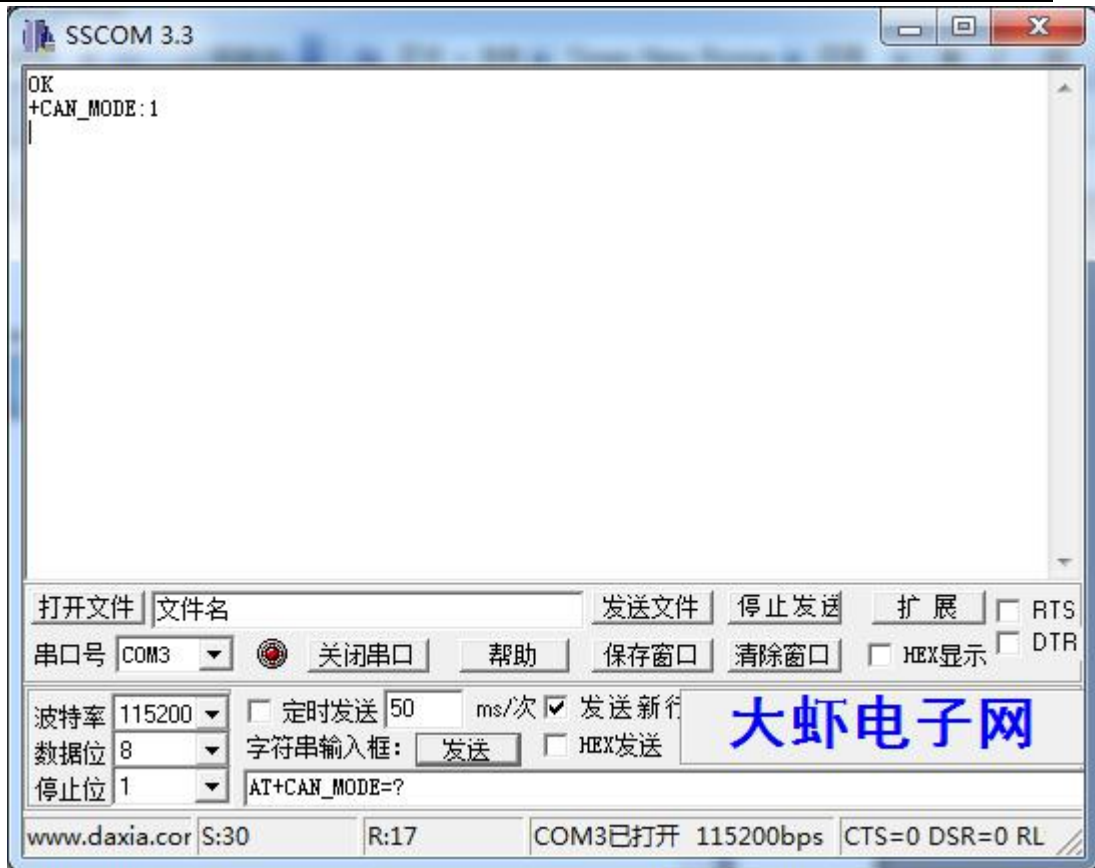 SSCOM 3.3
OK
+CAN_MODE:1
打开文件 文件名 发送文件 停止发送 扩展 RTS
串口号 COM3 关闭串口 帮助 保存窗口 清除窗口 HEX显示 DTR
波特率 115200 定时发送 50 ms/次 发送新行 大虾电子网
数据位 8 字符串输入框: 发送 HEX发送
停止位 1 AT+CAN_MODE=?
www.daxia.cor S:30 R:17 COM3已打开 115200bps CTS=0 DSR=0 RL